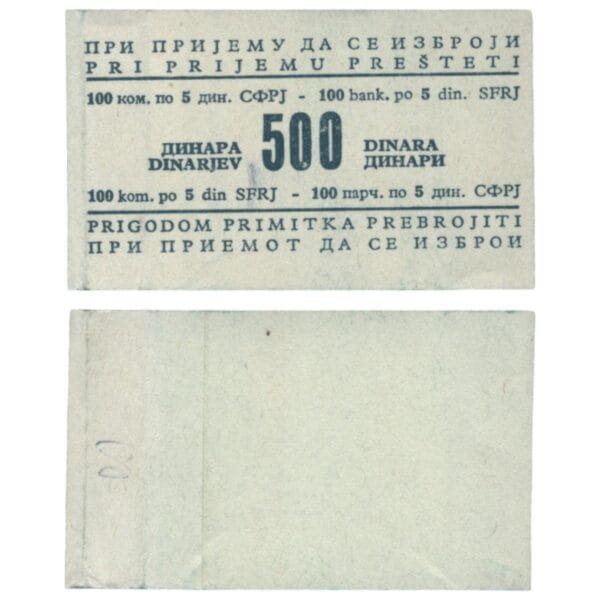 ПРИ ПРИЈЕМУ ДА СЕ ИЗБРОЈИ
PRI PRIJEMU PREŠTETI
100 ком. по 5 дин. СФРЈ - 100 bank. po 5 din. SFRJ
ДИНАРА 500 DINARA
DINARJEV ДИНАРИ
100 kom. po 5 din SFRJ - 100 парч. по 5 дин. СФРЈ
PRIGODOM PRIMITKA PREBROJITI
ПРИ ПРИЕМОТ ДА СЕ ИЗБРОИ